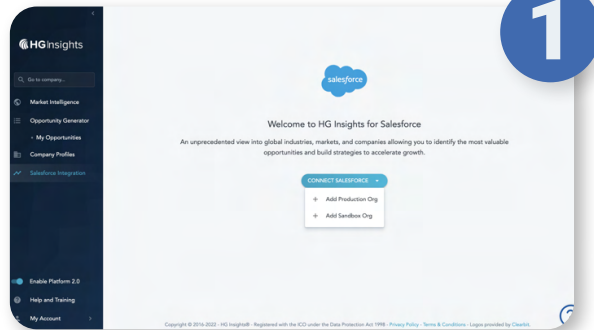 1
HGInsights
Go to company...
Market Intelligence
Opportunity Generator
+ My Opportunities
Company Profiles
Salesforce Integration
Enable Platform 2.0
Help and Training
My Account
salesforce
Welcome to HG Insights for Salesforce
An unprecedented view into global industries, markets, and companies allowing you to identify the most valuable
opportunities and build strategies to accelerate growth.
CONNECT SALESFORCE
+ Add Production Org
+ Add Sandbox Org
Copyright © 2016-2022 - HG Insights® - Registered with the ICO under the Data Protection Act 1998 - Privacy Policy - Terms & Conditions - Logos provided by Clearbit.